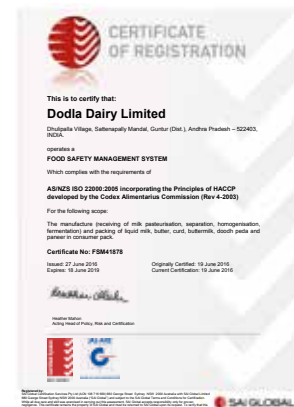 CERTIFICATE
OF REGISTRATION
This is to certify that:
Dodla Dairy Limited
Dhulipalla Village, Sattenapally Mandal, Guntur (Dist.), Andhra Pradesh – 522403,
INDIA.
operates a
FOOD SAFETY MANAGEMENT SYSTEM
Which complies with the requirements of
AS/NZS ISO 22000:2005 incorporating the Principles of HACCP
developed by the Codex Alimentarius Commission (Rev 4-2003)
For the following scope:
The manufacture (receiving of milk pasteurisation, separation, homogenisation,
fermentation) and packing of liquid milk, butter, curd, buttermilk, doodh peda and
paneer in consumer pack.
Certificate No: FSM41878
Issued: 27 June 2016
Originally Certified: 19 June 2016
Expires: 18 June 2019
Current Certification: 19 June 2016
Heather Mahon
Acting Head of Policy, Risk and Certification
JAS-ANZ
Registered by:
SAI GLOBAL